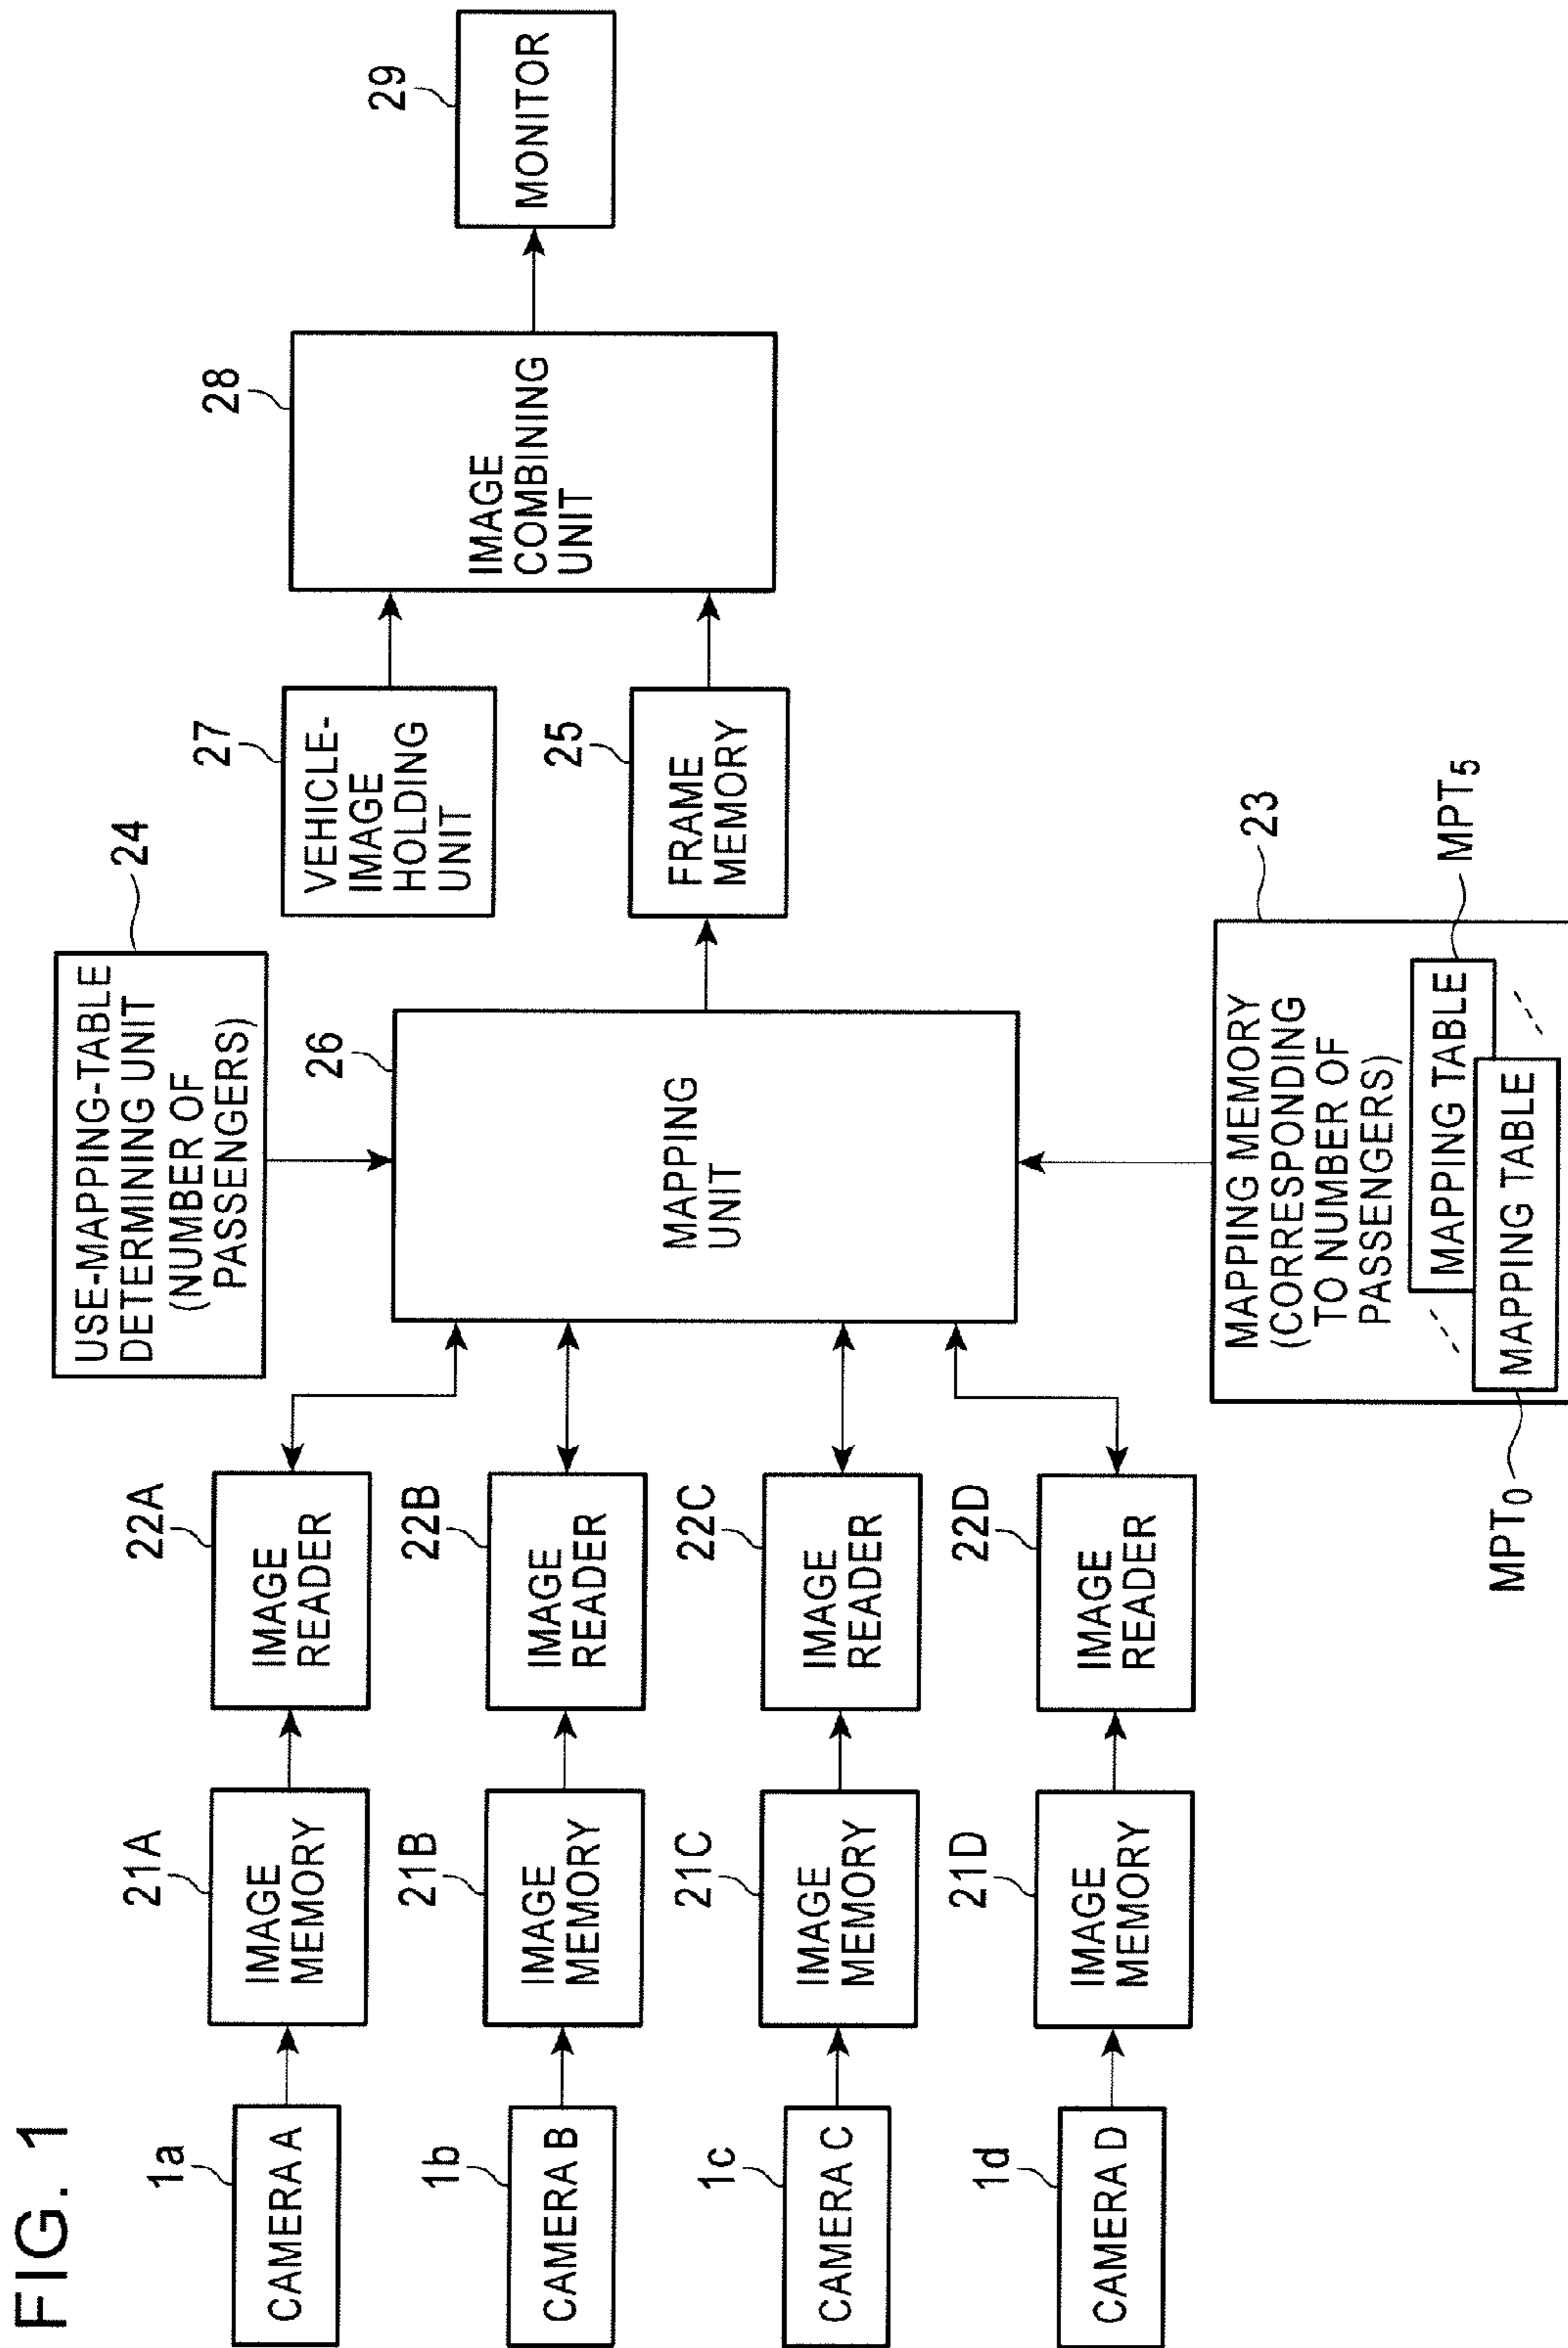 FIG. 1
1a
CAMERA A
21A
IMAGE
MEMORY
22A
IMAGE
READER
1b
CAMERA B
21B
IMAGE
MEMORY
22B
IMAGE
READER
1c
CAMERA C
21C
IMAGE
MEMORY
22C
IMAGE
READER
1d
CAMERA D
21D
IMAGE
MEMORY
22D
IMAGE
READER
24
USE-MAPPING-TABLE
DETERMINING UNIT
(NUMBER OF
PASSENGERS)
26
MAPPING
UNIT
23
MAPPING MEMORY
(CORRESPONDING
TO NUMBER OF
PASSENGERS)
MAPPING TABLE
MPT5
MAPPING TABLE
MPT0
27
VEHICLE-
IMAGE
HOLDING
UNIT
25
FRAME
MEMORY
28
IMAGE
COMBINING
UNIT
29
MONITOR